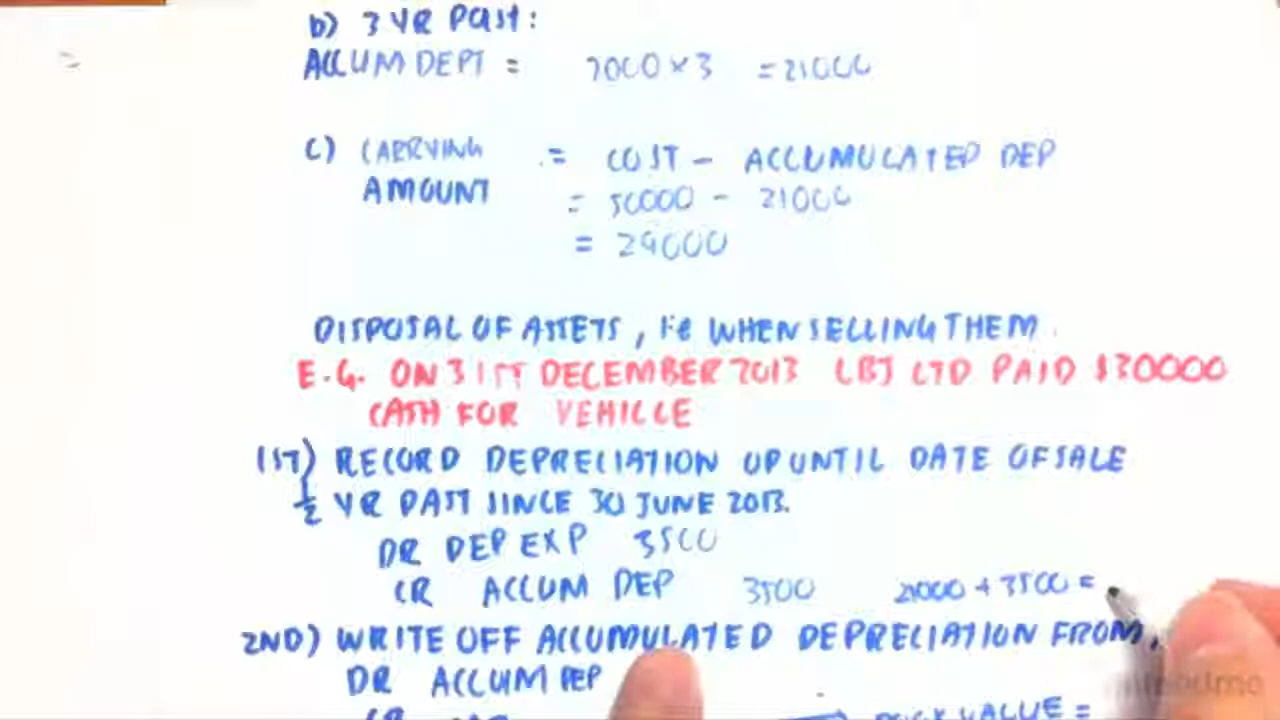 b) 3 YR PAST:
ACCUM DEPT = 7000 × 3 = 21000
C) CARRYING AMOUNT = COST - ACCUMULATED DEP
= 50000 - 21000
= 29000
DISPOSAL OF ASSETS, I.e WHEN SELLING THEM.
E.G. ON 31ST DECEMBER 2013 LBJ LTD PAID $30000
CASH FOR VEHICLE
1ST) RECORD DEPRECIATION UP UNTIL DATE OF SALE
½ YR PAST SINCE 30 JUNE 2013.
DR DEP EXP 3500
CR ACCUM DEP 3500 21000 + 3500 =
2ND) WRITE OFF ACCUMULATED DEPRECIATION FROM
DR ACCUM DEP
CR VALUE =